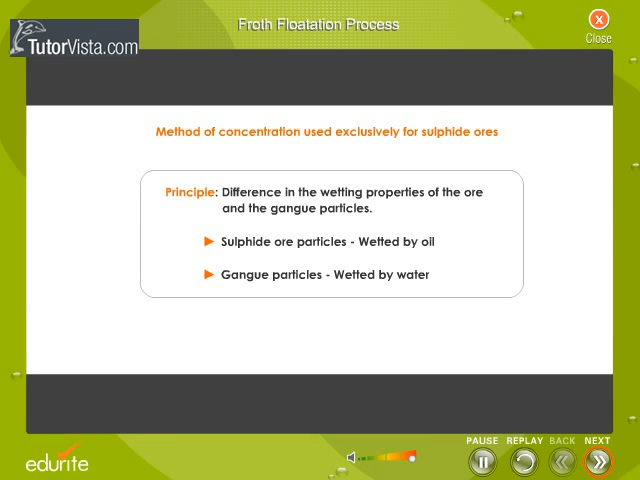 Froth Floatation Process
X
Close
TutorVista.com
Method of concentration used exclusively for sulphide ores
Principle: Difference in the wetting properties of the ore
and the gangue particles.
Sulphide ore particles - Wetted by oil
Gangue particles - Wetted by water
PAUSE REPLAY BACK NEXT
edurite